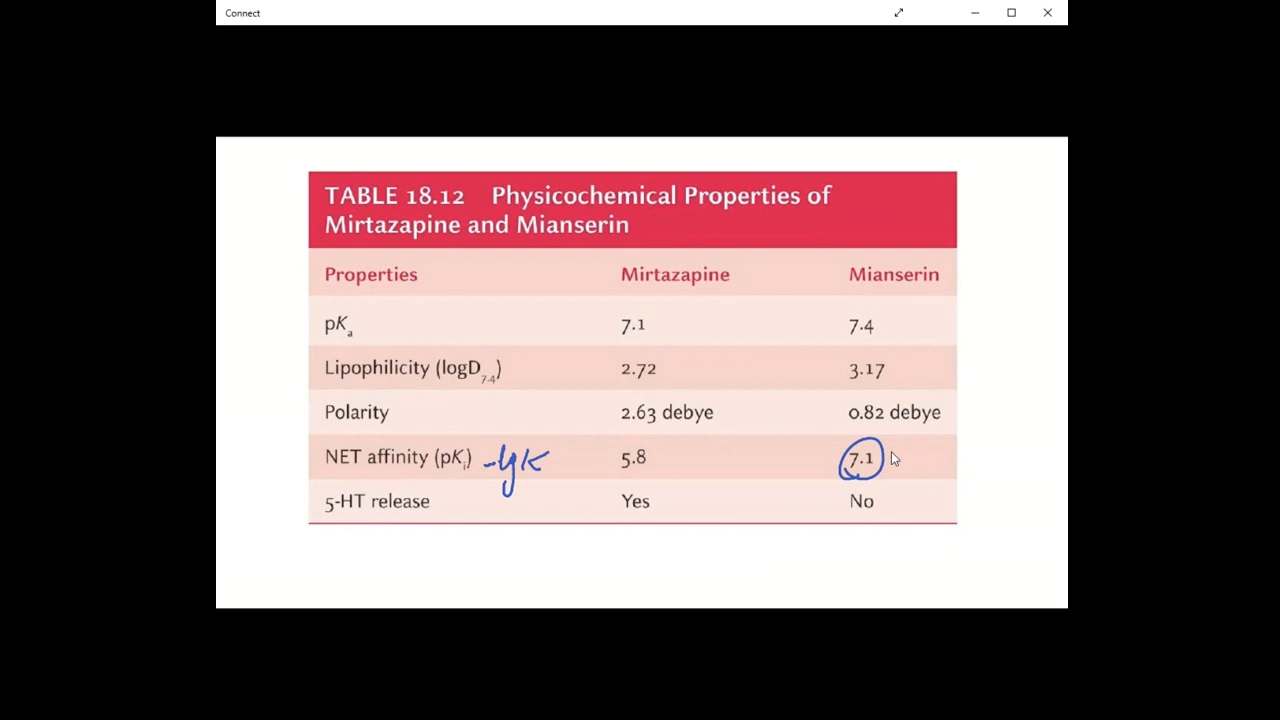 Connect
TABLE 18.12 Physicochemical Properties of
Mirtazapine and Mianserin
Properties Mirtazapine Mianserin
pKa 7.1 7.4
Lipophilicity (logD7.4) 2.72 3.17
Polarity 2.63 debye 0.82 debye
NET affinity (pKi) -lgK 5.8 7.1
5-HT release Yes No